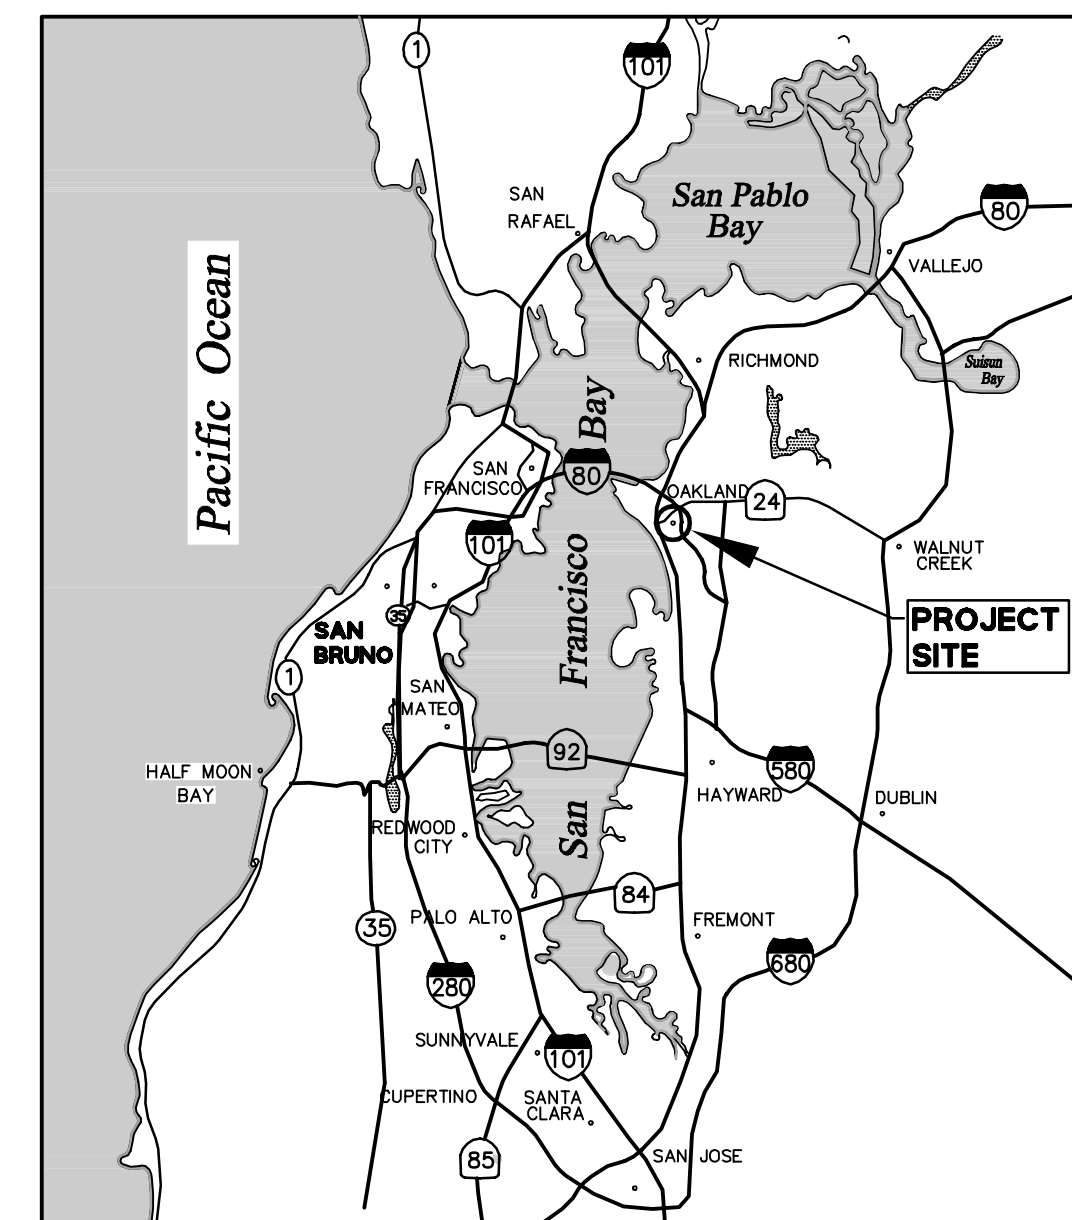 1
101
SAN
RAFAEL
San Pablo
Bay
80
VALLEJO
Pacific Ocean
RICHMOND
Suisun
Bay
San Francisco Bay
SAN
FRANCISCO
80
OAKLAND
24
101
WALNUT
CREEK
35
SAN
BRUNO
PROJECT
SITE
1
SAN
MATEO
92
HALF MOON
BAY
580
HAYWARD
DUBLIN
REDWOOD
CITY
84
PALO ALTO
FREMONT
35
680
280
SUNNYVALE
101
CUPERTINO
SANTA
CLARA
85
SAN JOSE